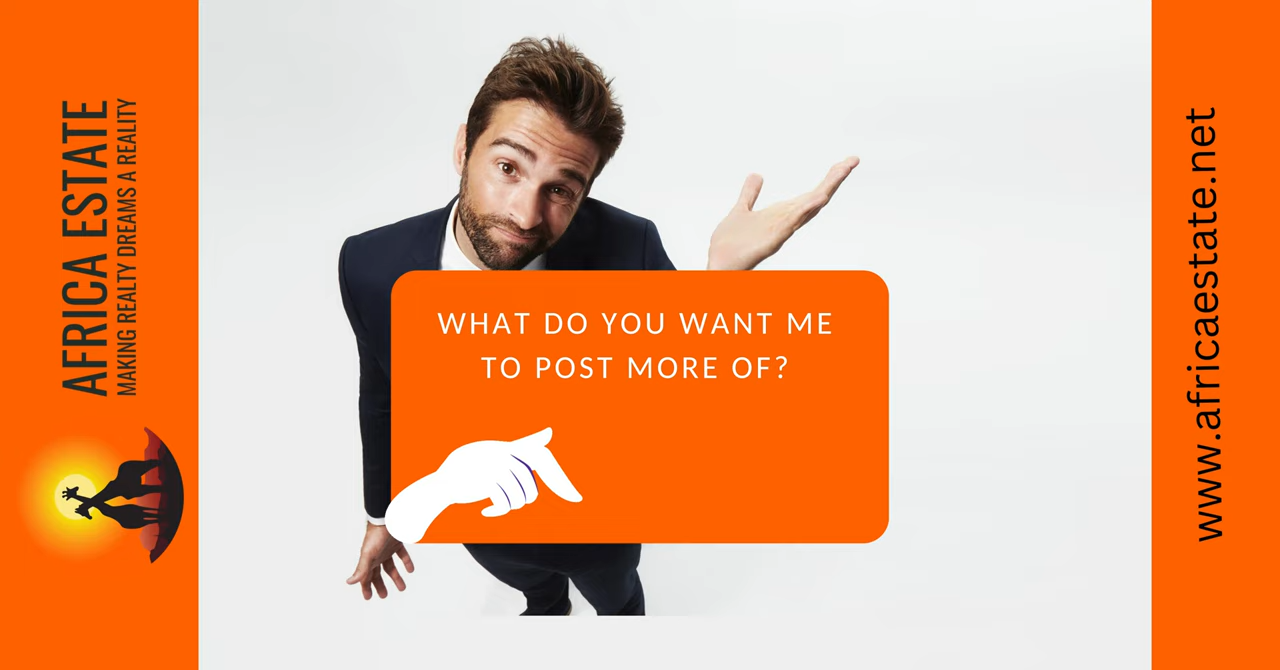 AFRICA ESTATE
MAKING REALTY DREAMS A REALITY
WHAT DO YOU WANT ME
TO POST MORE OF?
www.africaestate.net